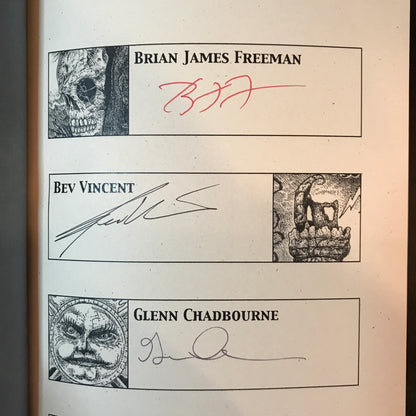 BRIAN JAMES FREEMAN
BEV VINCENT
GLENN CHADBOURNE